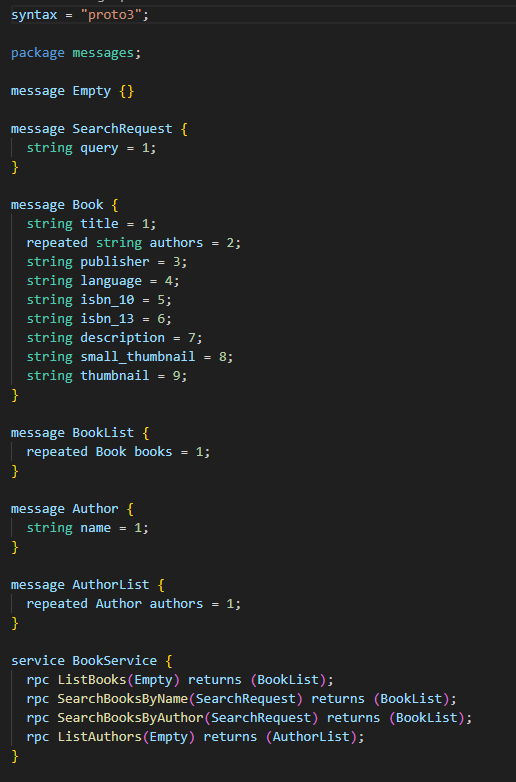 syntax = "proto3";
package messages;
message Empty {}
message SearchRequest {
  string query = 1;
}
message Book {
  string title = 1;
  repeated string authors = 2;
  string publisher = 3;
  string language = 4;
  string isbn_10 = 5;
  string isbn_13 = 6;
  string description = 7;
  string small_thumbnail = 8;
  string thumbnail = 9;
}
message BookList {
  repeated Book books = 1;
}
message Author {
  string name = 1;
}
message AuthorList {
  repeated Author authors = 1;
}
service BookService {
  rpc ListBooks(Empty) returns (BookList);
  rpc SearchBooksByName(SearchRequest) returns (BookList);
  rpc SearchBooksByAuthor(SearchRequest) returns (BookList);
  rpc ListAuthors(Empty) returns (AuthorList);
}